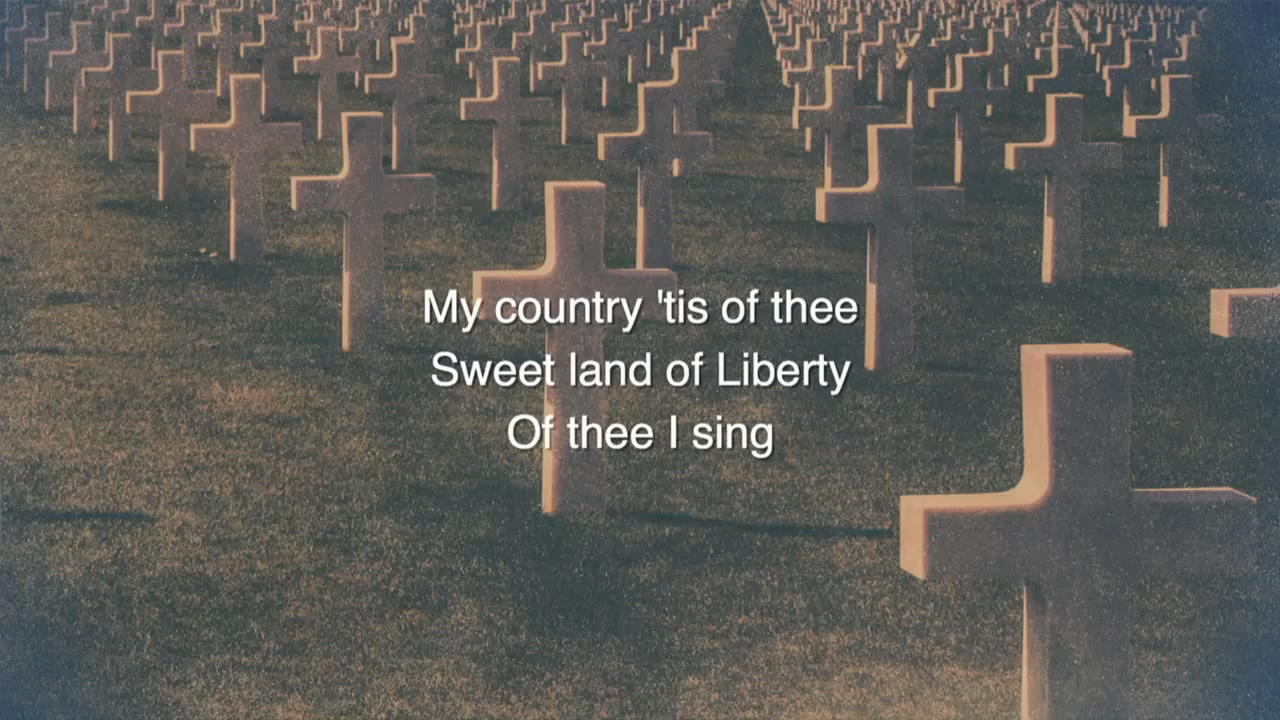 My country 'tis of thee
Sweet land of Liberty
Of thee I sing